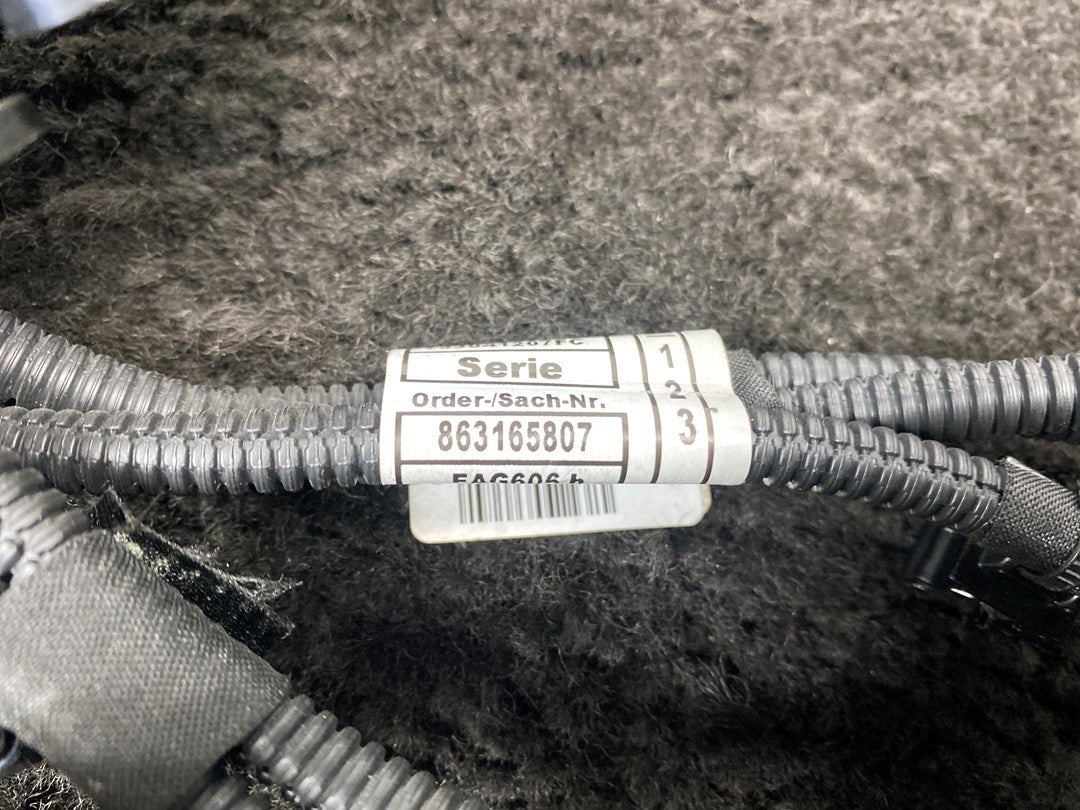 Serie
Order-/Sach-Nr.
863165807
1
2
3